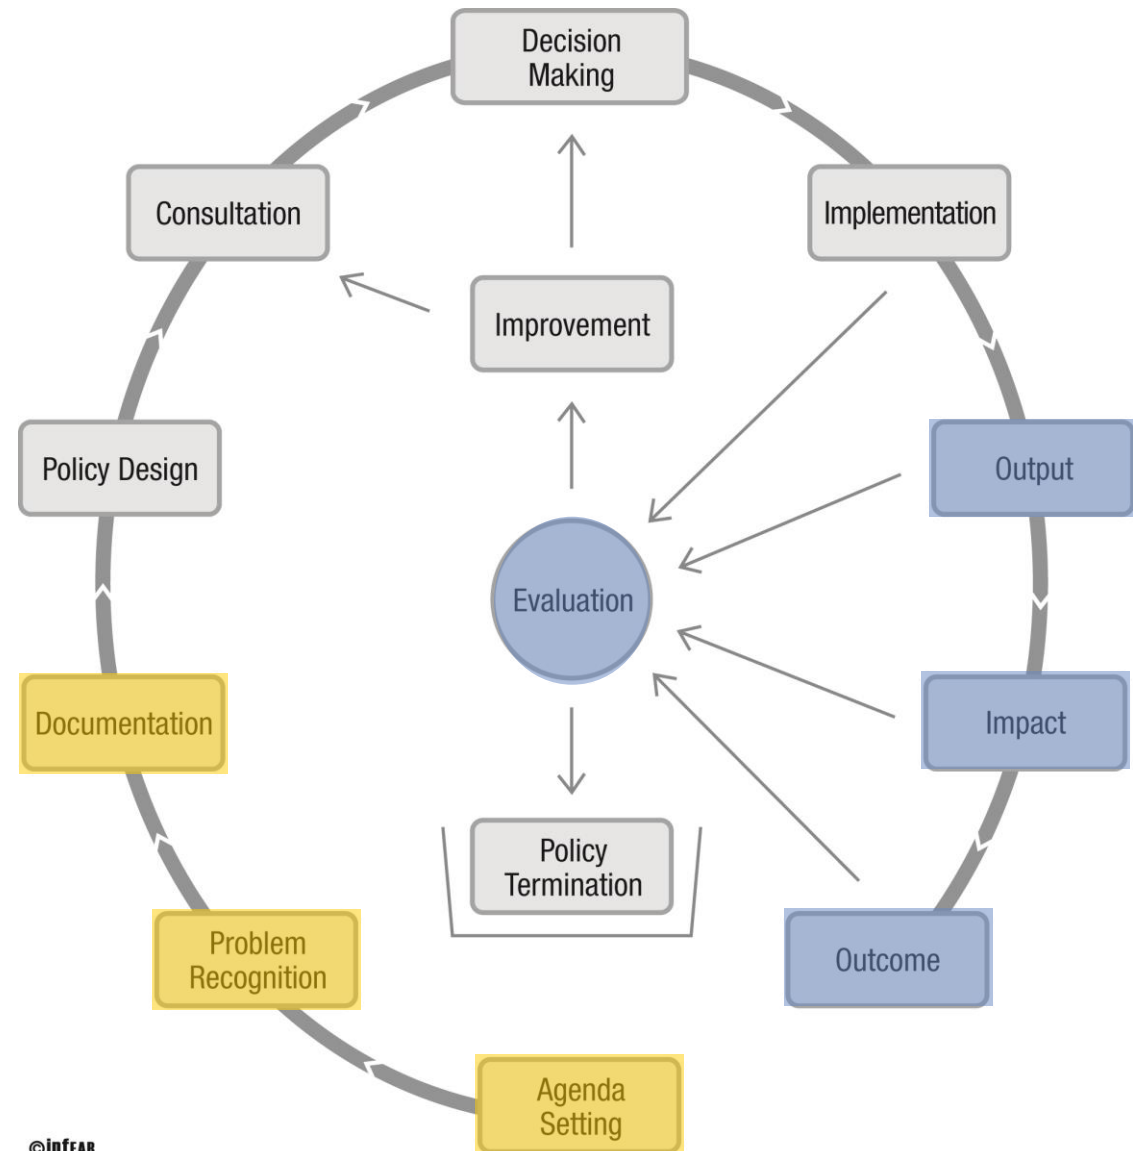 Decision
Making
Consultation
Implementation
Improvement
Policy Design
Output
Evaluation
Documentation
Impact
Policy
Termination
Problem
Recognition
Outcome
Agenda
Setting